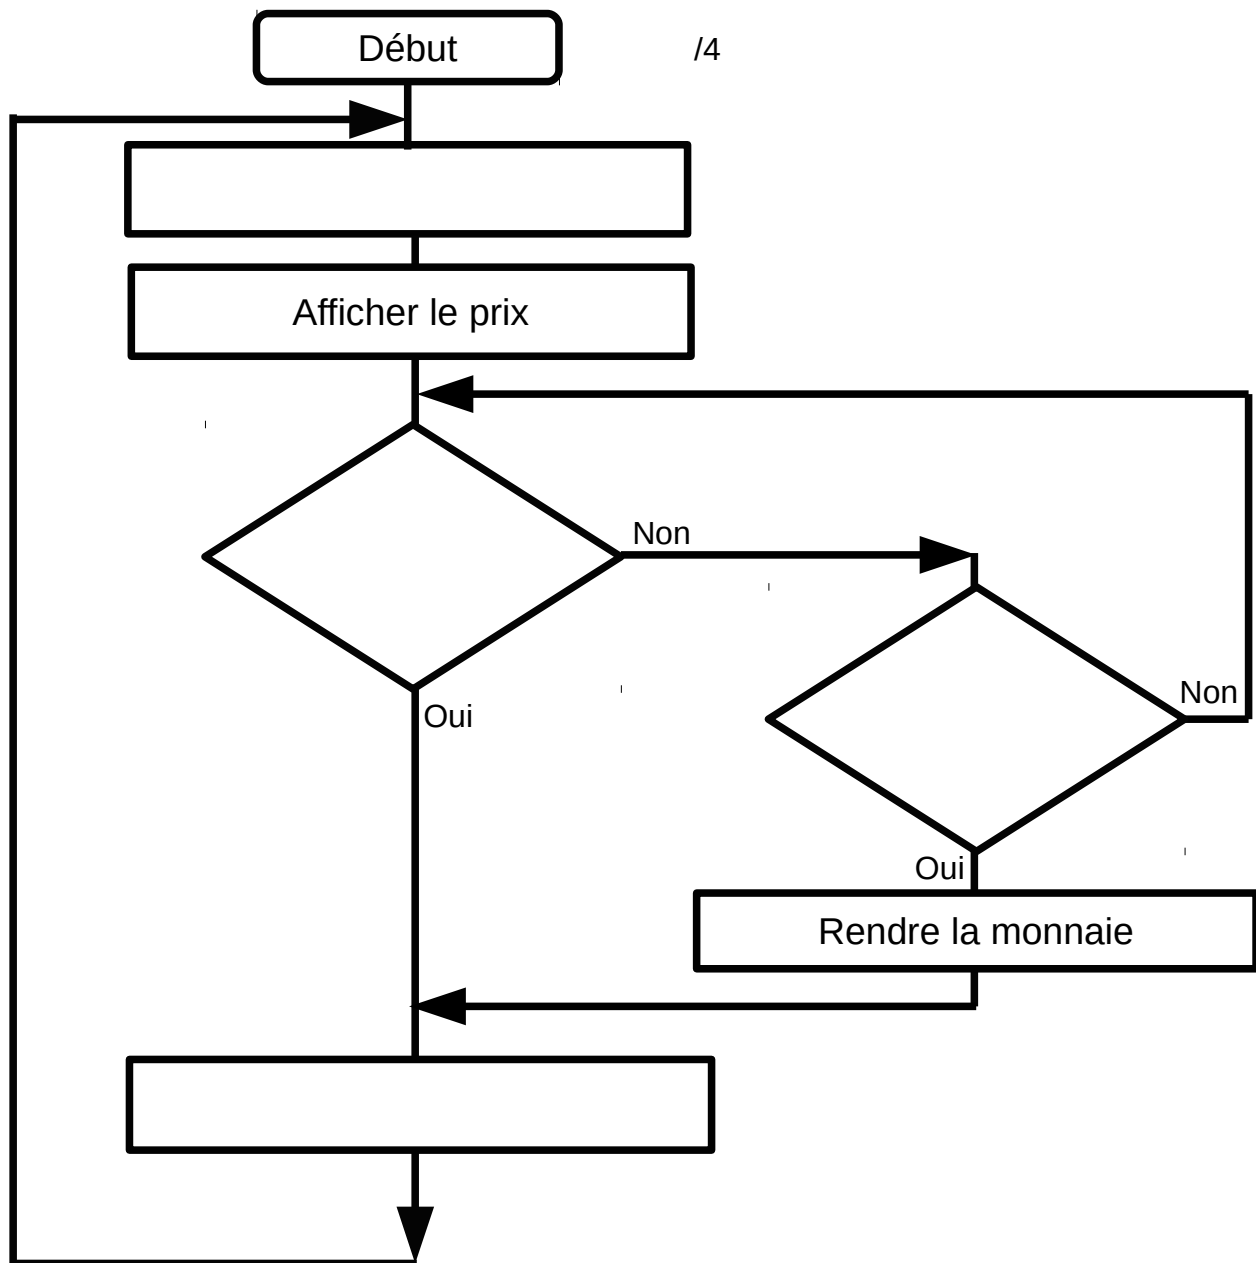 Début
/4
Afficher le prix
Non
Non
Oui
Oui
Rendre la monnaie